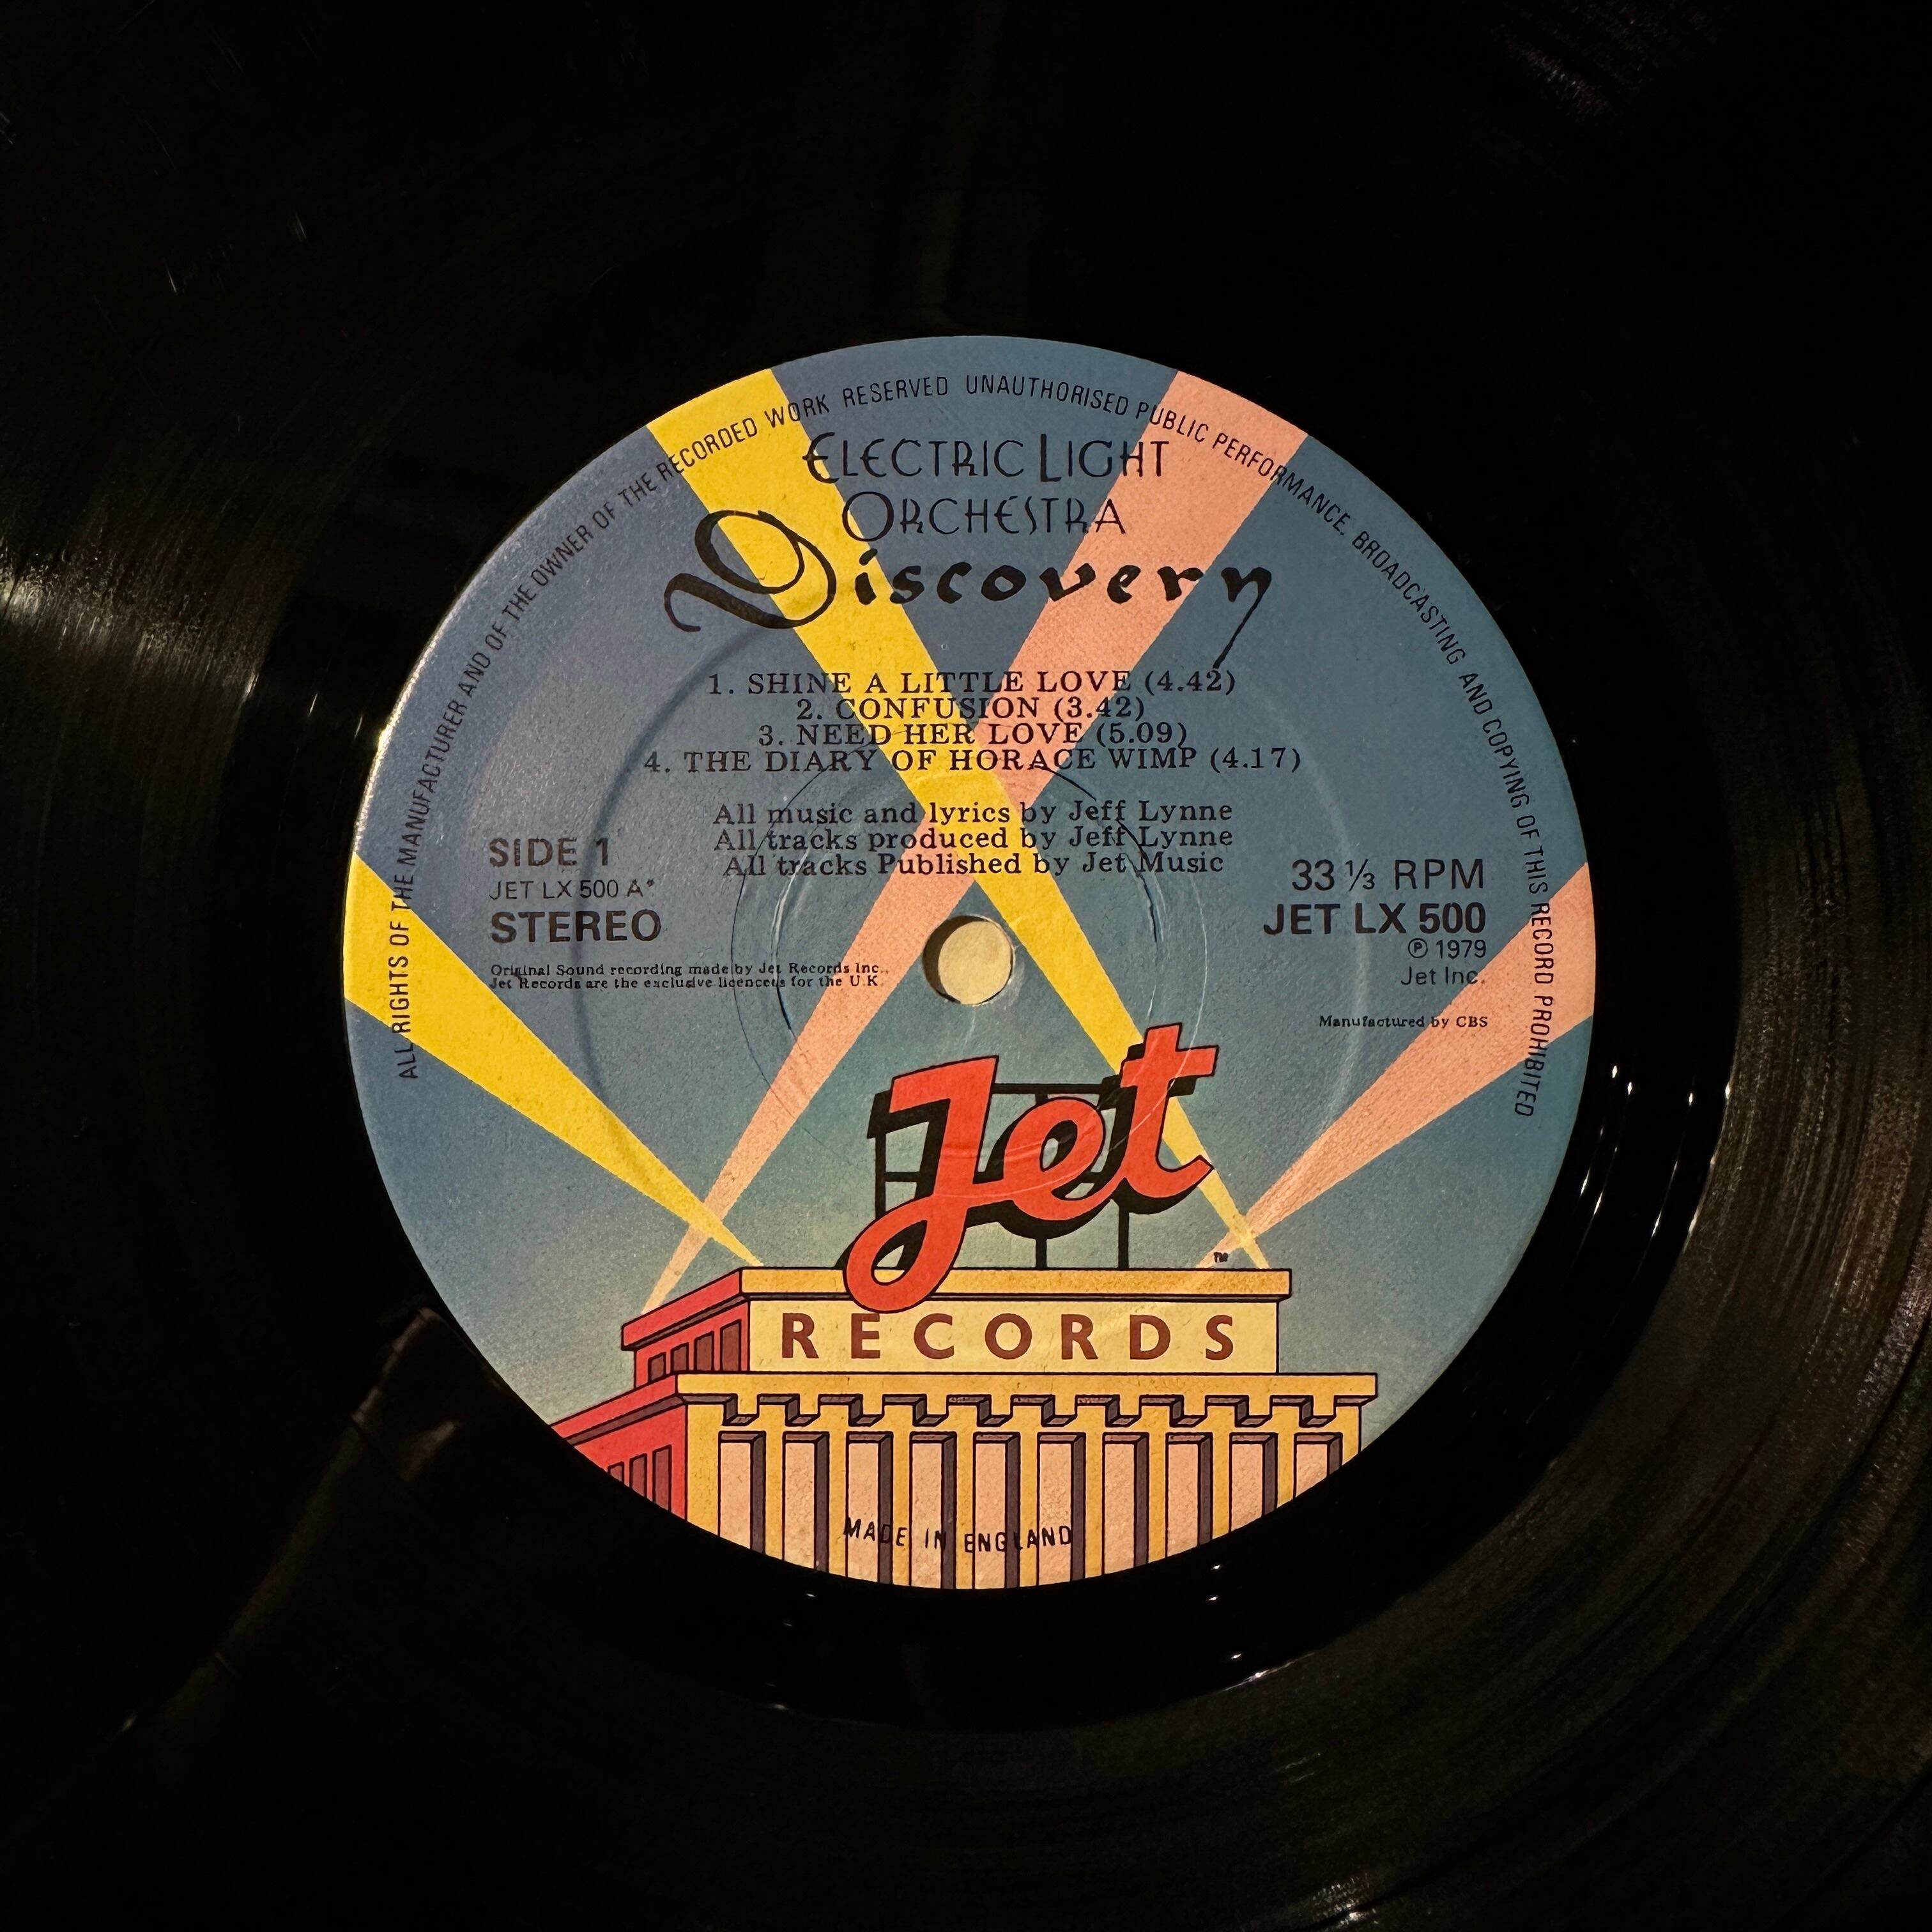 ALL RIGHTS OF THE MANUFACTURER AND OF THE OWNER OF THE RECORDED WORK RESERVED UNAUTHORISED PUBLIC PERFORMANCE. BROADCASTING AND COPYING OF THIS RECORD PROHIBITED
ELECTRIC LIGHT
ORCHESTRA
Discovery
1. SHINE A LITTLE LOVE (4.42)
2. CONFUSION (3.42)
3. NEED HER LOVE (5.09)
4. THE DIARY OF HORACE WIMP (4.17)
All music and lyrics by Jeff Lynne
All tracks produced by Jeff Lynne
All tracks Published by Jet Music
SIDE 1
JET LX 500 A*
STEREO
Original Sound recording made by Jet Records Inc.,
Jet Records are the exclusive licencees for the U.K.
33 ⅓ RPM
JET LX 500
Ⓟ 1979
Jet Inc.
Manufactured by CBS
Jet
TM
RECORDS
MADE IN ENGLAND